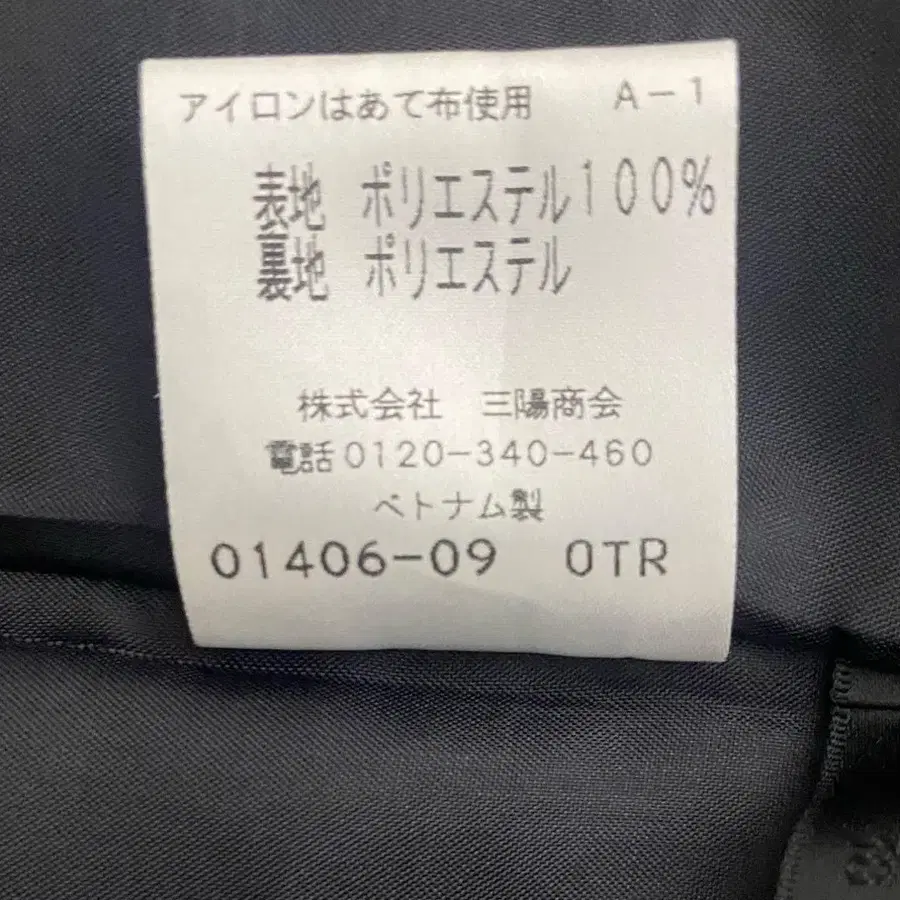 アイロンはあて布使用 A-1
表地 ポリエステル100%
裏地 ポリエステル
株式会社 三陽商会
電話0120-340-460
ベトナム製
01406-09 OTR